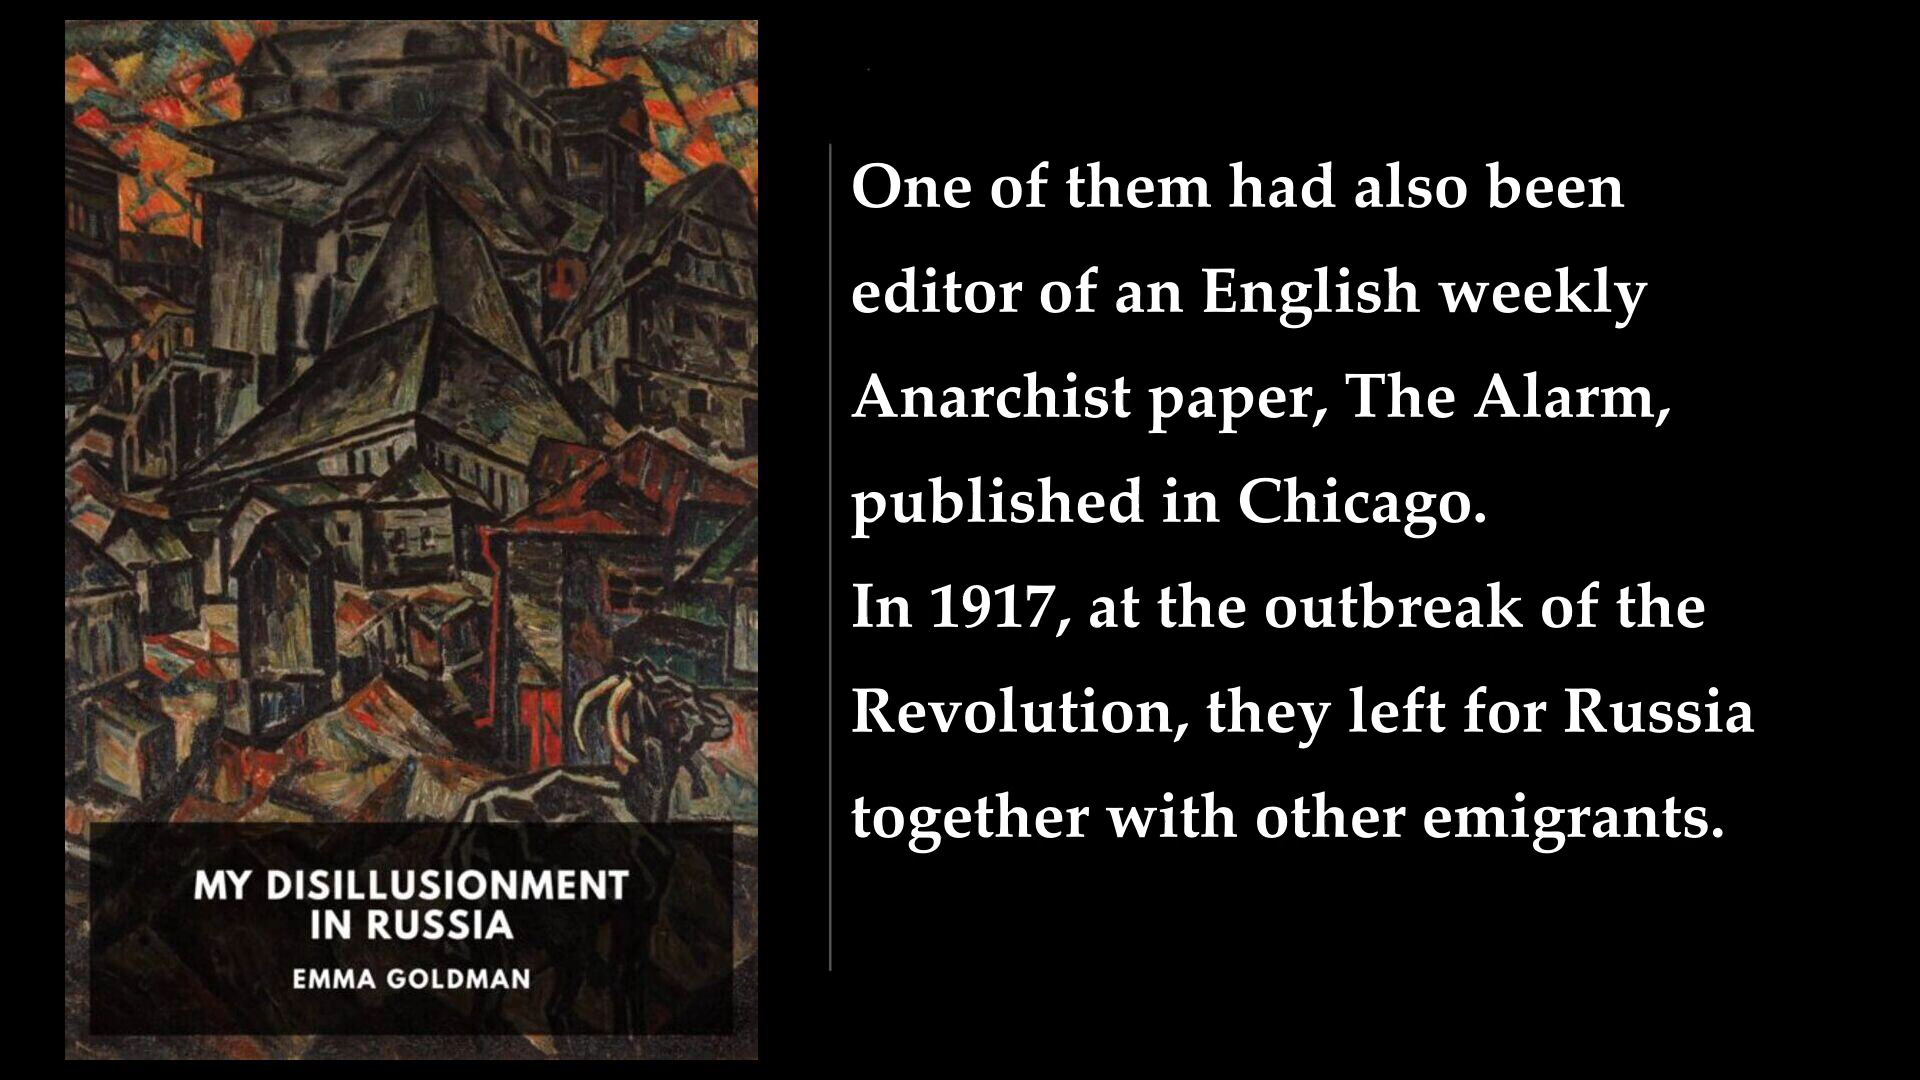 One of them had also been
editor of an English weekly
Anarchist paper, The Alarm,
published in Chicago.
In 1917, at the outbreak of the
Revolution, they left for Russia
together with other emigrants.
MY DISILLUSIONMENT
IN RUSSIA
EMMA GOLDMAN